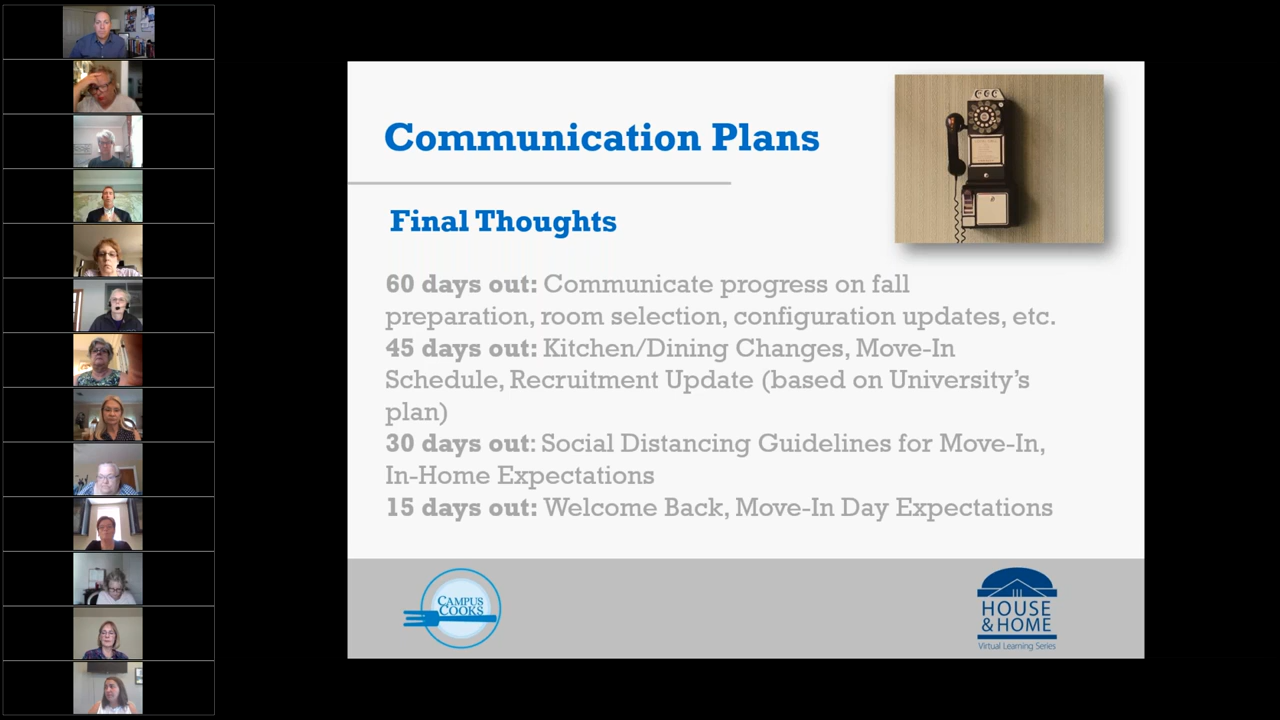 Communication Plans
Final Thoughts
60 days out: Communicate progress on fall
preparation, room selection, configuration updates, etc.
45 days out: Kitchen/Dining Changes, Move-In
Schedule, Recruitment Update (based on University’s
plan)
30 days out: Social Distancing Guidelines for Move-In,
In-Home Expectations
15 days out: Welcome Back, Move-In Day Expectations
CAMPUS
COOKS
HOUSE
& HOME
Virtual Learning Series